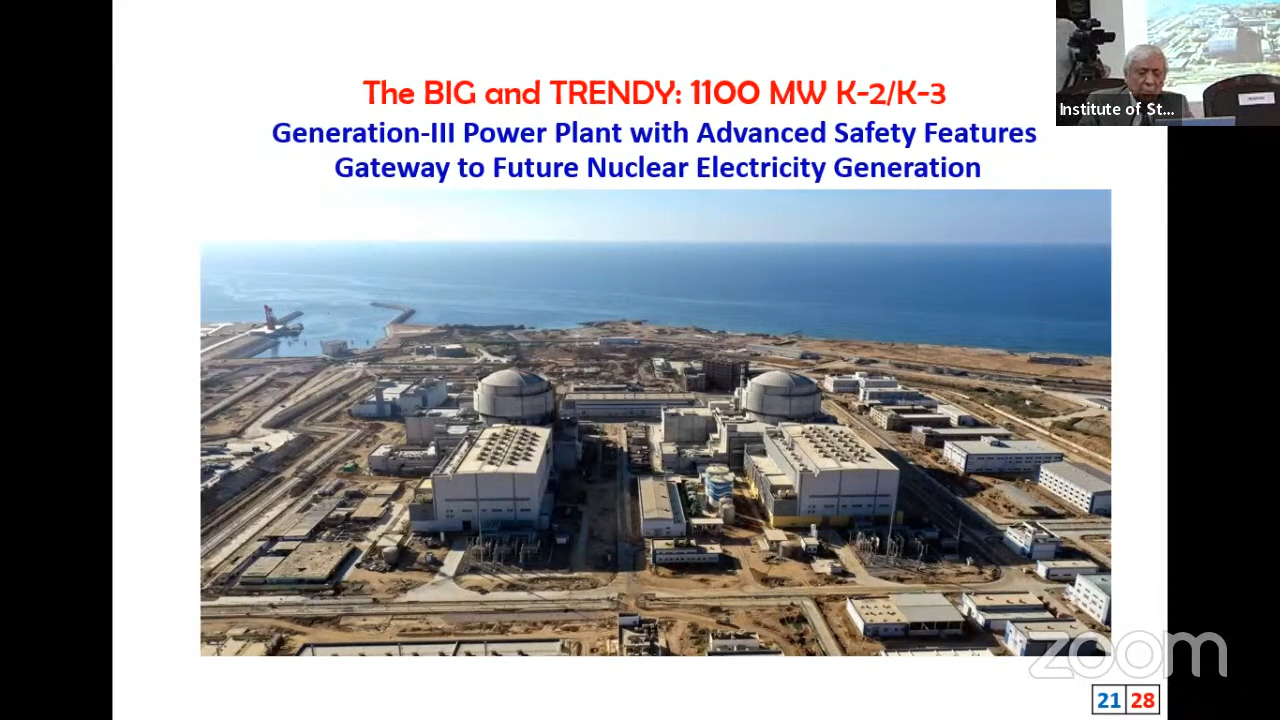 The BIG and TRENDY: 1100 MW K-2/K-3
Generation-III Power Plant with Advanced Safety Features
Gateway to Future Nuclear Electricity Generation
Institute of St...
zoom
21 28